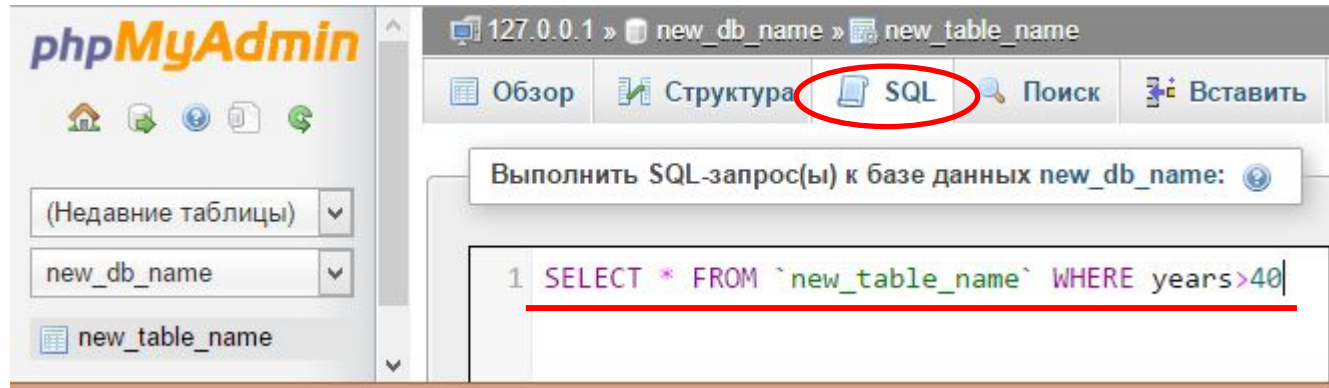 phpMyAdmin
(Недавние таблицы)
new_db_name
new_table_name
127.0.0.1 » new_db_name » new_table_name
Обзор Структура SQL Поиск Вставить
Выполнить SQL-запрос(ы) к базе данных new_db_name:
1 SELECT * FROM `new_table_name` WHERE years>40